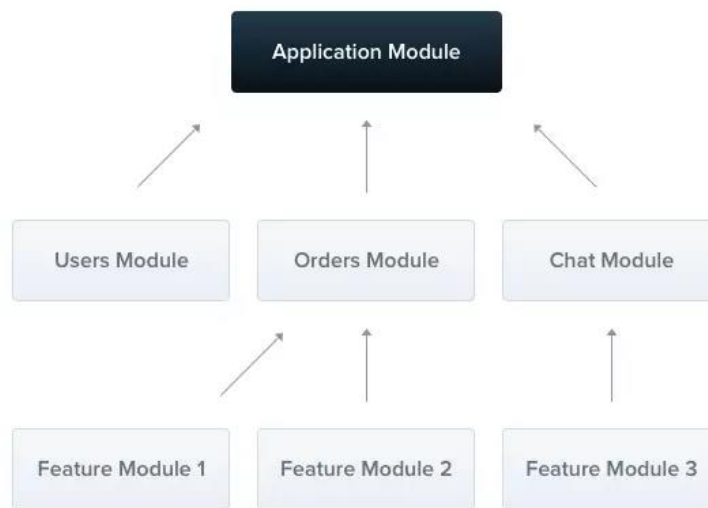 Application Module
Users Module
Orders Module
Chat Module
Feature Module 1
Feature Module 2
Feature Module 3